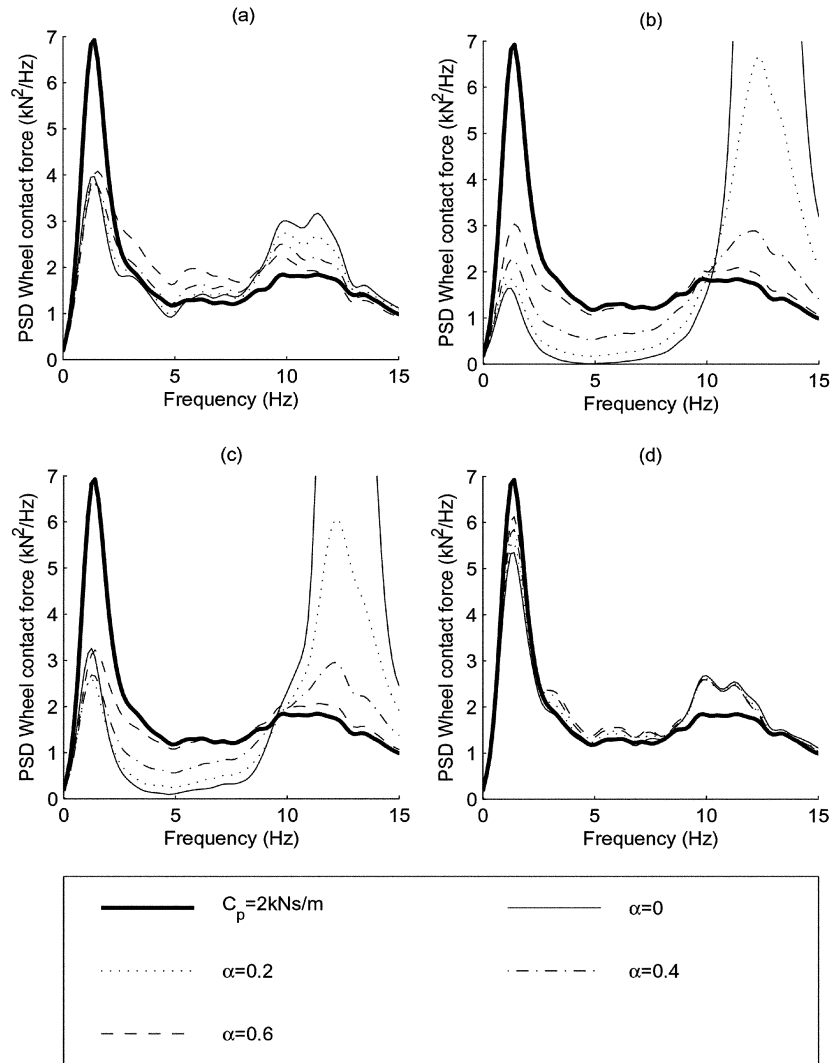 (a)
7
6
5
4
3
2
1
0
PSD Wheel contact force (kN²/Hz)
0 5 10 15
Frequency (Hz)
(b)
7
6
5
4
3
2
1
0
PSD Wheel contact force (kN²/Hz)
0 5 10 15
Frequency (Hz)
(c)
7
6
5
4
3
2
1
0
PSD Wheel contact force (kN²/Hz)
0 5 10 15
Frequency (Hz)
(d)
7
6
5
4
3
2
1
0
PSD Wheel contact force (kN²/Hz)
0 5 10 15
Frequency (Hz)
Cₚ=2kNs/m
α=0
α=0.2
α=0.4
α=0.6